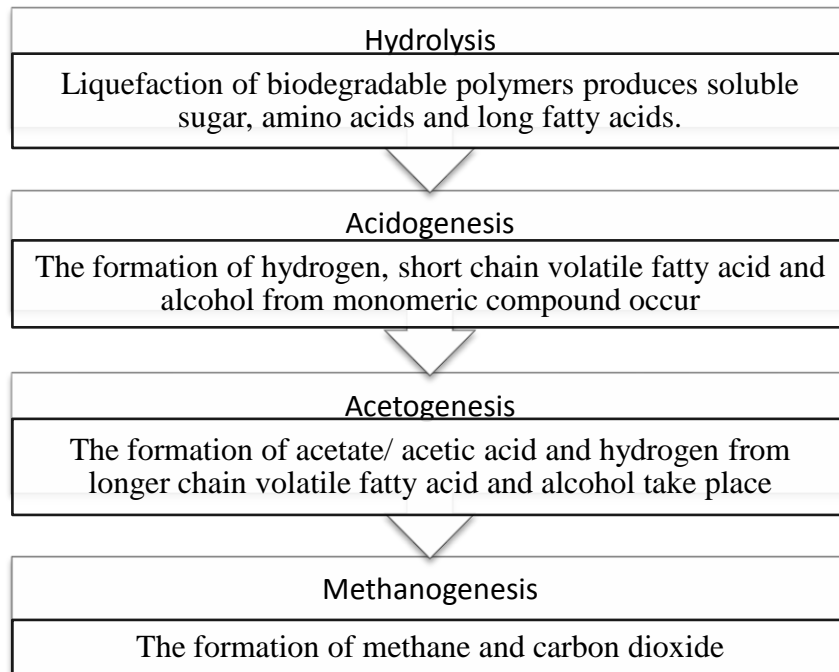 Hydrolysis
Liquefaction of biodegradable polymers produces soluble
sugar, amino acids and long fatty acids.
Acidogenesis
The formation of hydrogen, short chain volatile fatty acid and
alcohol from monomeric compound occur
Acetogenesis
The formation of acetate/ acetic acid and hydrogen from
longer chain volatile fatty acid and alcohol take place
Methanogenesis
The formation of methane and carbon dioxide